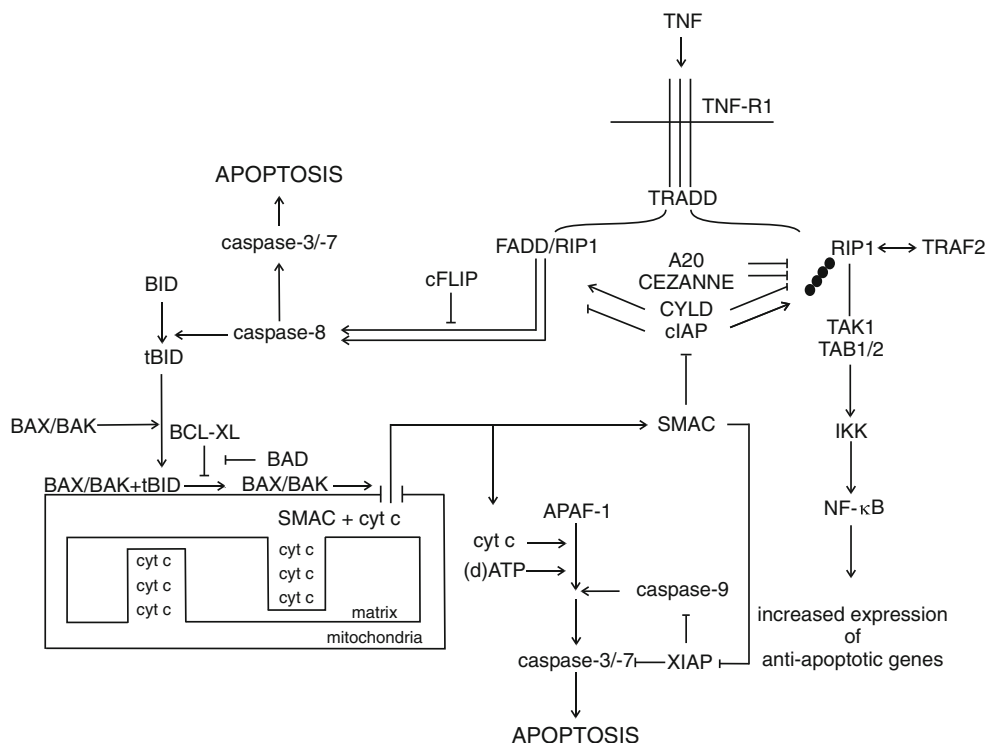 TNF
TNF-R1
TRADD
APOPTOSIS
caspase-3/-7
FADD/RIP1
RIP1
TRAF2
A20
CEZANNE
CYLD
cIAP
cFLIP
BID
caspase-8
tBID
TAK1
TAB1/2
BAX/BAK
BCL-XL
BAD
SMAC
IKK
BAX/BAK+tBID
BAX/BAK
SMAC + cyt c
APAF-1
NF-κB
cyt c
cyt c
cyt c
cyt c
cyt c
cyt c
matrix
mitochondria
cyt c
(d)ATP
caspase-9
caspase-3/-7
XIAP
increased expression
of
anti-apoptotic genes
APOPTOSIS